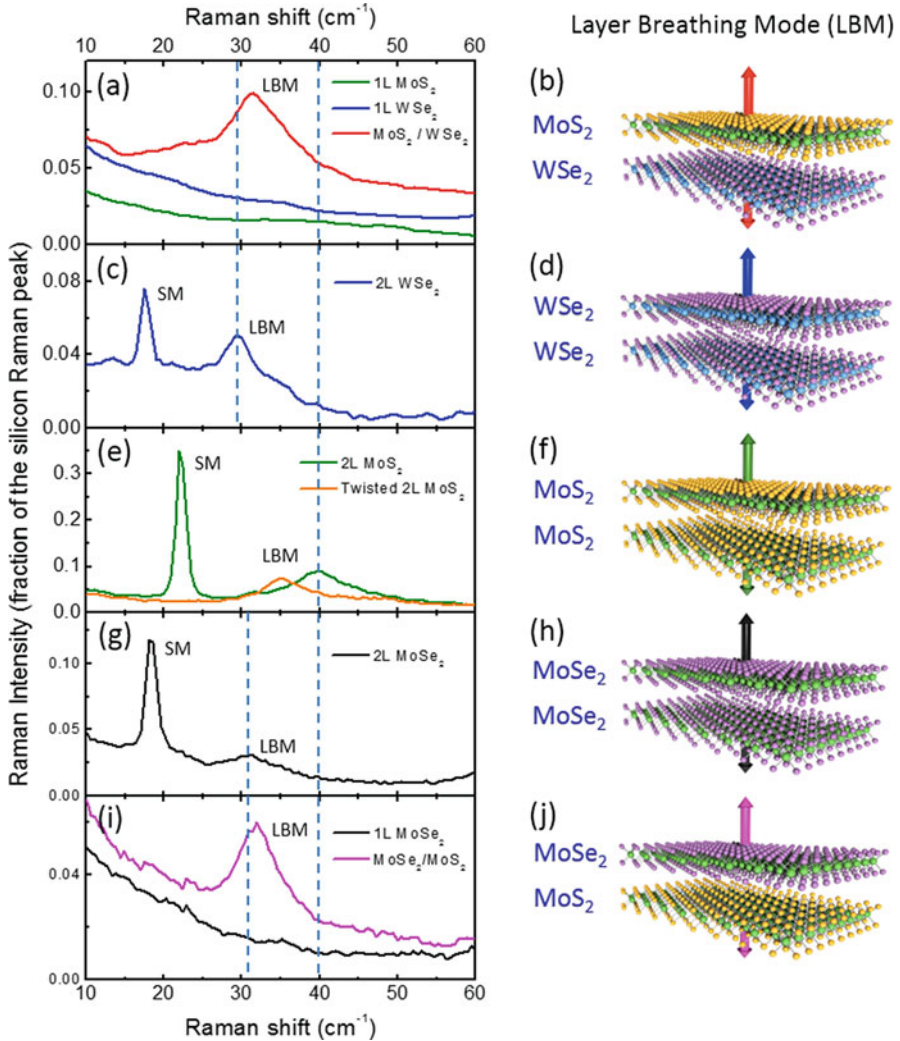 Raman shift (cm⁻¹)
10 20 30 40 50 60
Layer Breathing Mode (LBM)
Raman Intensity (fraction of the silicon Raman peak)
(a)
LBM
1L MoS₂
1L WSe₂
MoS₂ / WSe₂
0.10
0.05
0.00
(b)
MoS₂
WSe₂
(c)
SM
LBM
2L WSe₂
0.08
0.04
0.00
(d)
WSe₂
WSe₂
(e)
SM
LBM
2L MoS₂
Twisted 2L MoS₂
0.3
0.2
0.1
0.0
(f)
MoS₂
MoS₂
(g)
SM
LBM
2L MoSe₂
0.10
0.05
0.00
(h)
MoSe₂
MoSe₂
(i)
LBM
1L MoSe₂
MoSe₂/MoS₂
0.04
0.00
(j)
MoSe₂
MoS₂
10 20 30 40 50 60
Raman shift (cm⁻¹)